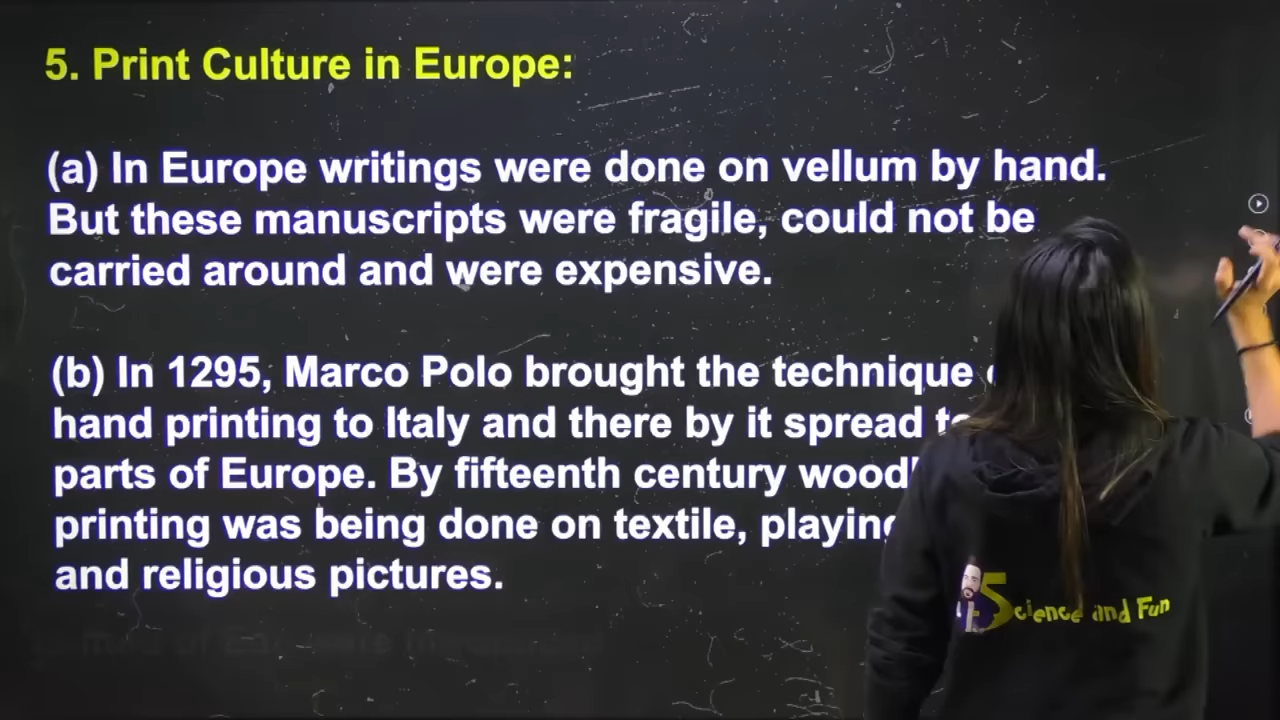 5. Print Culture in Europe:
(a) In Europe writings were done on vellum by hand.
But these manuscripts were fragile, could not be
carried around and were expensive.
(b) In 1295, Marco Polo brought the technique
hand printing to Italy and there by it spread
parts of Europe. By fifteenth century
printing was being done on textile,
and religious pictures.
Science and Fun